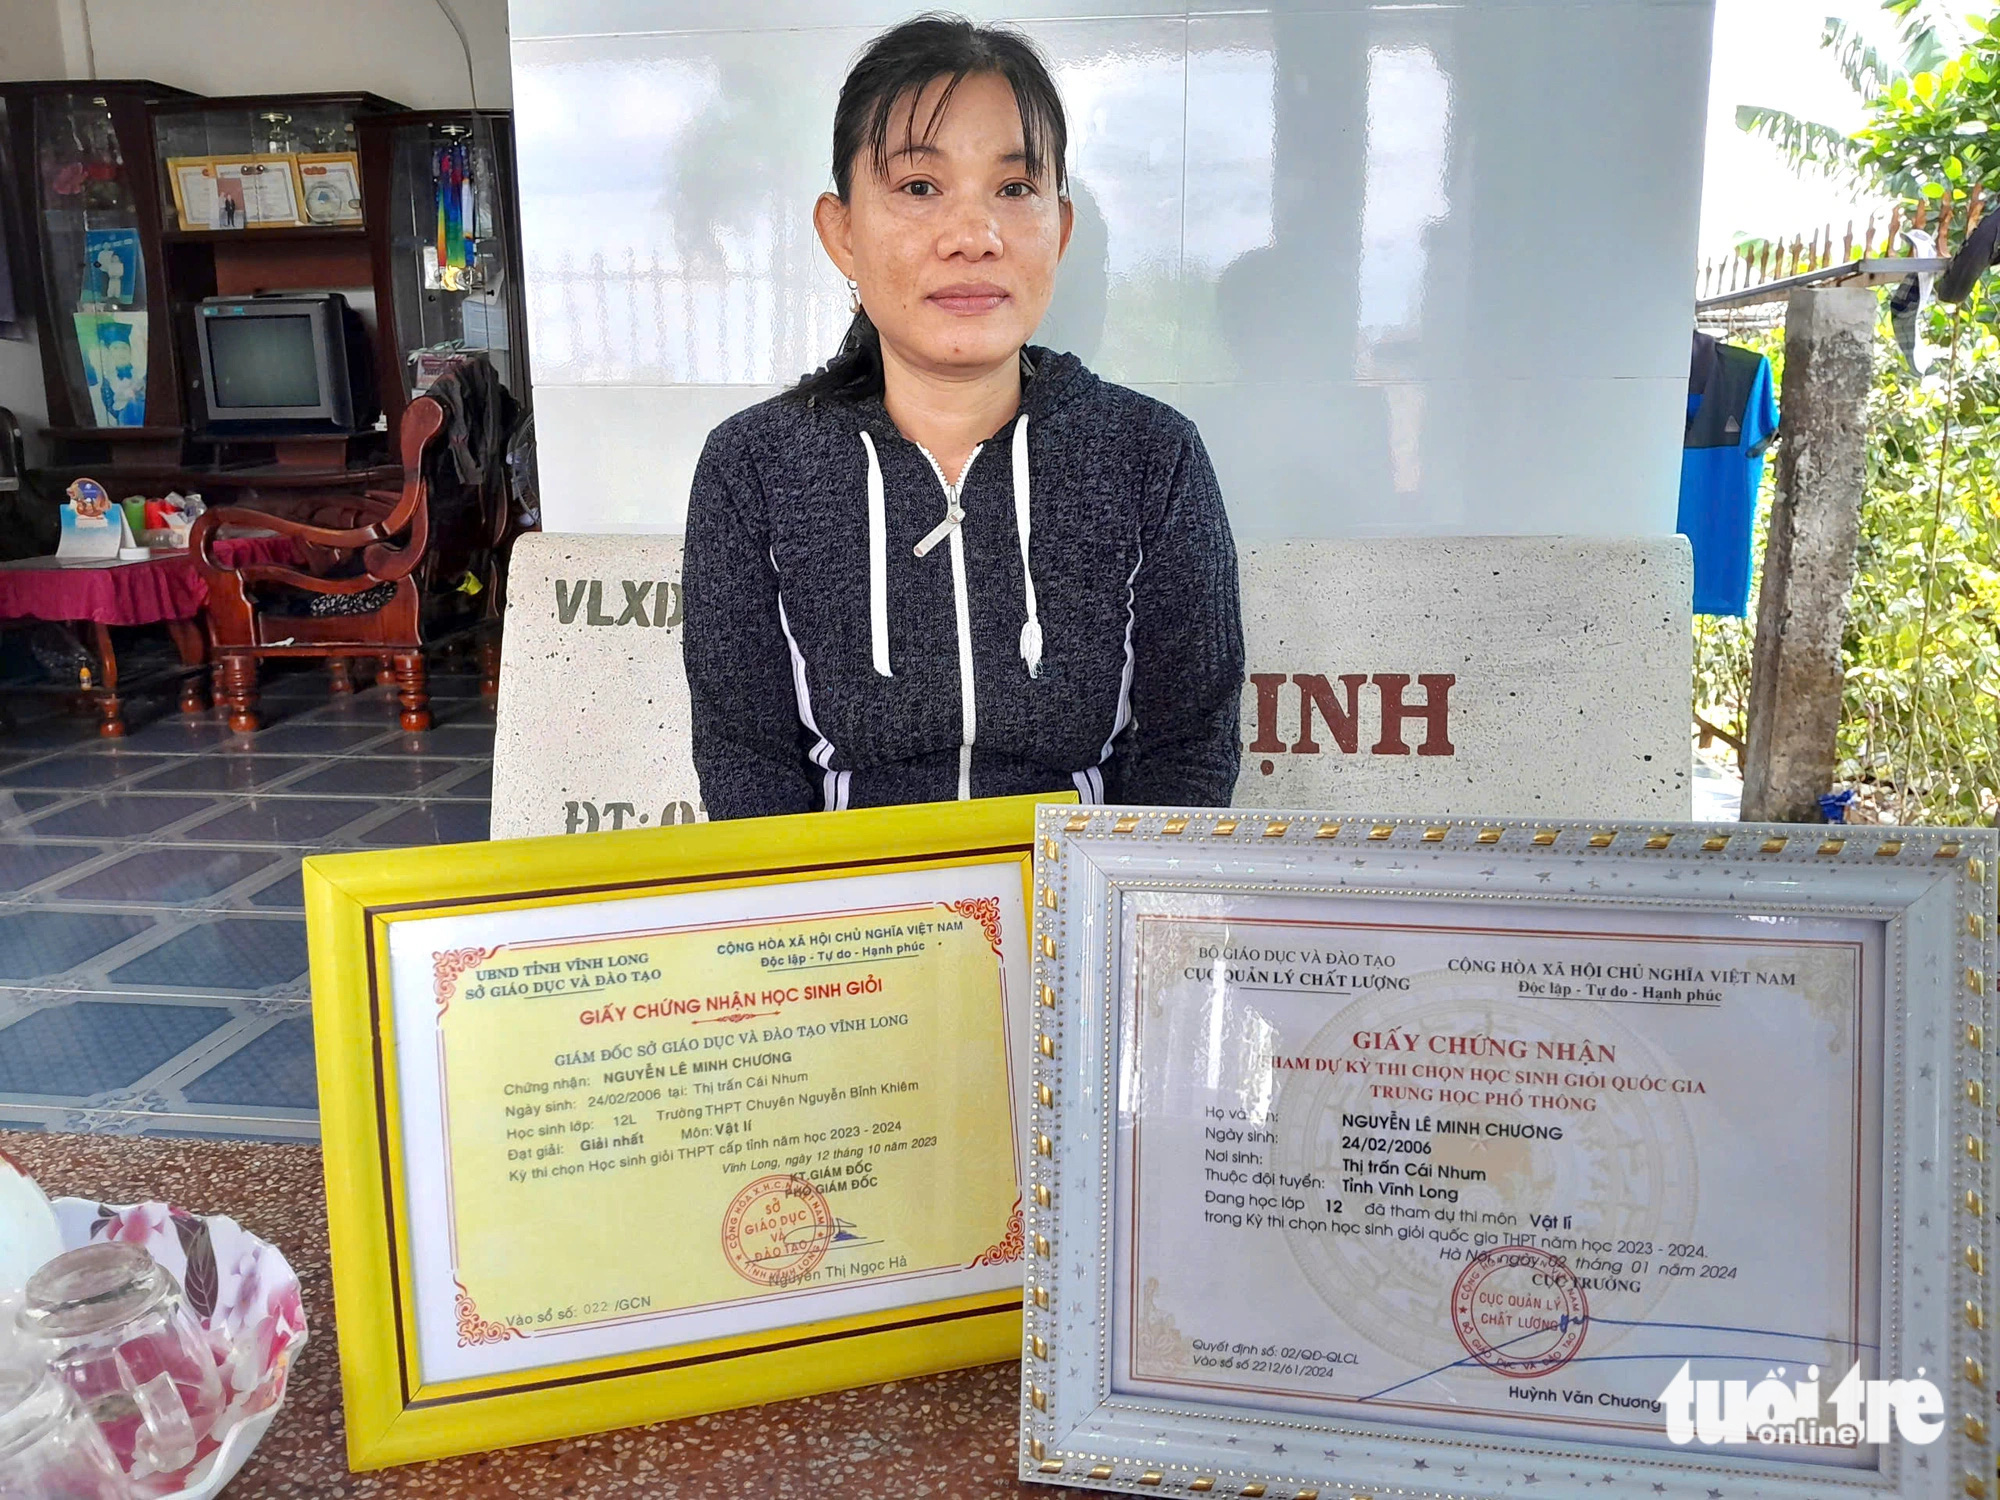 VLXD
ỊNH
ĐT: 0
UBND TỈNH VĨNH LONG
SỞ GIÁO DỤC VÀ ĐÀO TẠO
CỘNG HÒA XÃ HỘI CHỦ NGHĨA VIỆT NAM
Độc lập - Tự do - Hạnh phúc
GIẤY CHỨNG NHẬN HỌC SINH GIỎI
GIÁM ĐỐC SỞ GIÁO DỤC VÀ ĐÀO TẠO VĨNH LONG
Chứng nhận: NGUYỄN LÊ MINH CHƯƠNG
Ngày sinh: 24/02/2006 tại: Thị trấn Cái Nhum
Học sinh lớp: 12L Trường THPT Chuyên Nguyễn Bỉnh Khiêm
Đạt giải: Giải nhất Môn: Vật lí
Kỳ thi chọn Học sinh giỏi THPT cấp tỉnh năm học 2023 - 2024
Vĩnh Long, ngày 12 tháng 10 năm 2023
KT.GIÁM ĐỐC
PHÓ GIÁM ĐỐC
SỞ
GIÁO DỤC
VÀ
ĐÀO TẠO
Nguyễn Thị Ngọc Hà
Vào sổ số: 022 /GCN
BỘ GIÁO DỤC VÀ ĐÀO TẠO
CỤC QUẢN LÝ CHẤT LƯỢNG
CỘNG HÒA XÃ HỘI CHỦ NGHĨA VIỆT NAM
Độc lập - Tự do - Hạnh phúc
GIẤY CHỨNG NHẬN
THAM DỰ KỲ THI CHỌN HỌC SINH GIỎI QUỐC GIA
TRUNG HỌC PHỔ THÔNG
Họ và tên: NGUYỄN LÊ MINH CHƯƠNG
Ngày sinh: 24/02/2006
Nơi sinh: Thị trấn Cái Nhum
Thuộc đội tuyển: Tỉnh Vĩnh Long
Đang học lớp 12 đã tham dự thi môn Vật lí
trong Kỳ thi chọn học sinh giỏi quốc gia THPT năm học 2023 - 2024.
Hà Nội, ngày 02 tháng 01 năm 2024
CỤC TRƯỞNG
CỤC QUẢN LÝ
CHẤT LƯỢNG
Quyết định số: 02/QĐ-QLCL
Vào sổ số 2212/61/2024
Huỳnh Văn Chương
tuổi trẻ
online